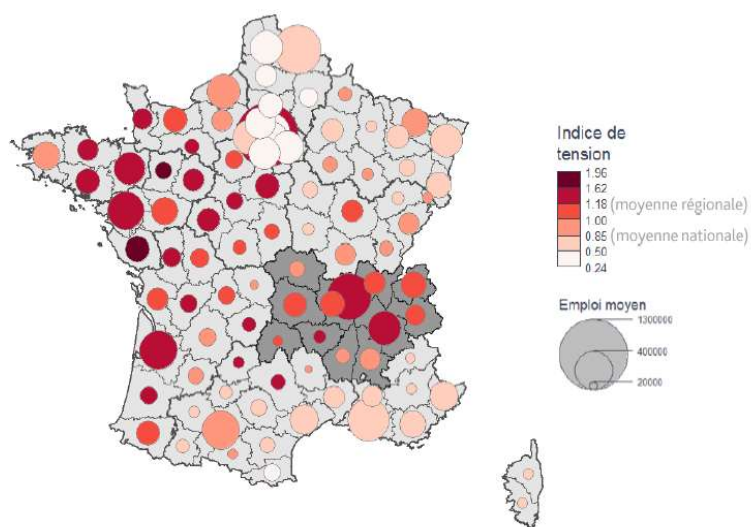 Indice de
tension
1.96
1.62
1.18 (moyenne régionale)
1.00
0.85 (moyenne nationale)
0.50
0.24
Emploi moyen
1300000
400000
20000